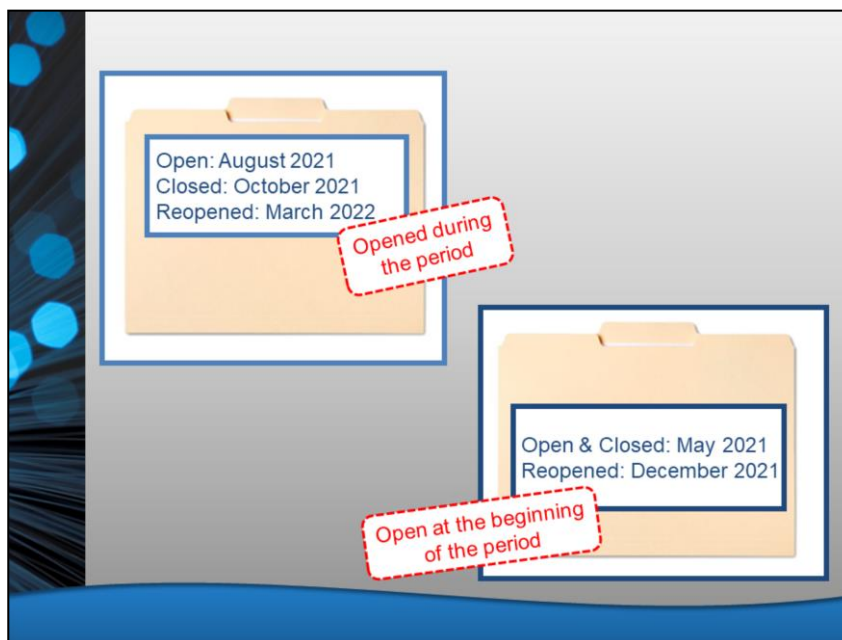 Open: August 2021
Closed: October 2021
Reopened: March 2022
Opened during
the period
Open & Closed: May 2021
Reopened: December 2021
Open at the beginning
of the period